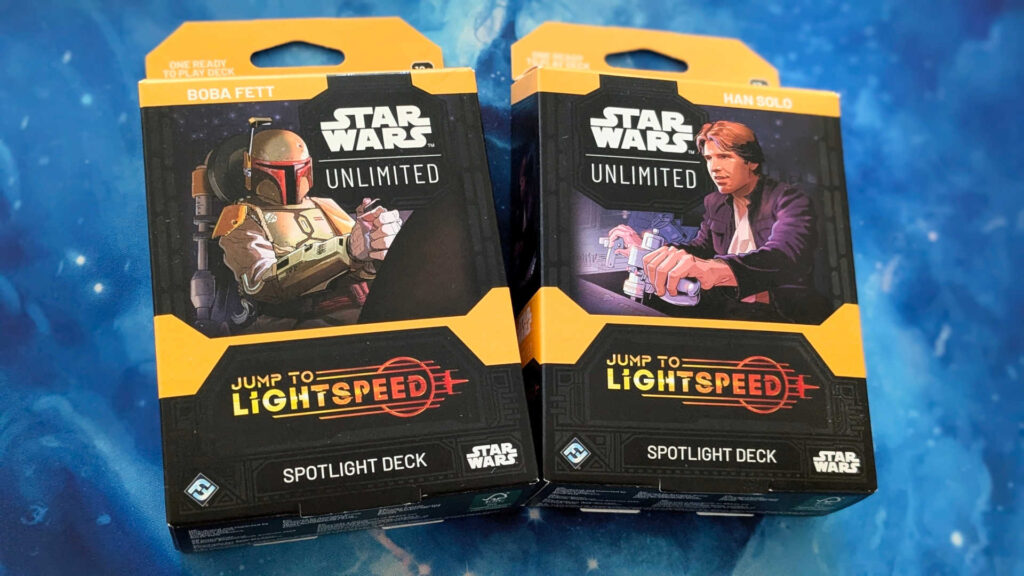 ONE READY
TO PLAY DECK
BOBA FETT
STAR
WARS
UNLIMITED
JUMP TO
LIGHTSPEED
SPOTLIGHT DECK
STAR
WARS
ONE READY
TO PLAY DECK
HAN SOLO
STAR
WARS
UNLIMITED
JUMP TO
LIGHTSPEED
SPOTLIGHT DECK
STAR
WARS